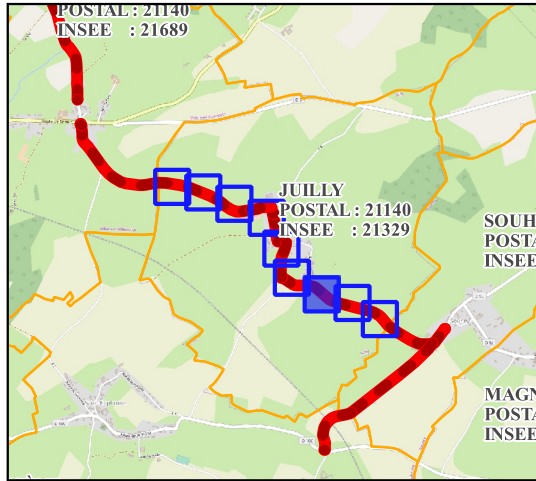 POSTAL : 21140
INSEE : 21689
JUILLY
POSTAL : 21140
INSEE : 21329
SOUH
POSTA
INSEE
MAGN
POSTA
INSEE